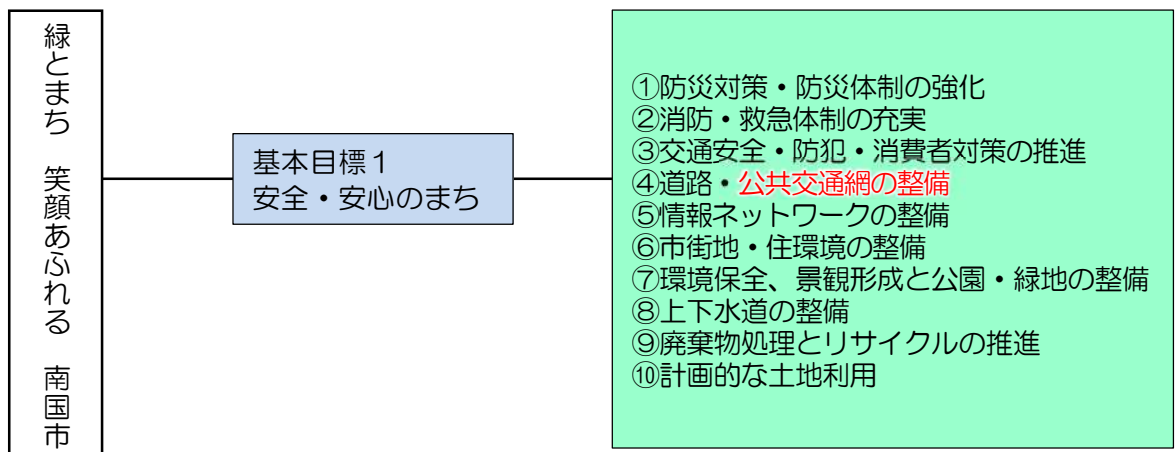 緑とまち　笑顔あふれる　南国市
基本目標１
安全・安心のまち
①防災対策・防災体制の強化
②消防・救急体制の充実
③交通安全・防犯・消費者対策の推進
④道路・公共交通網の整備
⑤情報ネットワークの整備
⑥市街地・住環境の整備
⑦環境保全、景観形成と公園・緑地の整備
⑧上下水道の整備
⑨廃棄物処理とリサイクルの推進
⑩計画的な土地利用